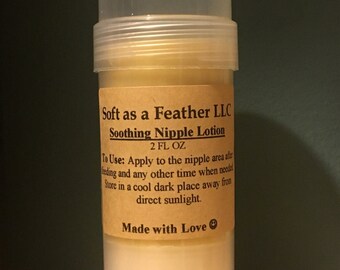 Soft as a Feather LLC
Soothing Nipple Lotion
2 FL OZ
To Use: Apply to the nipple area after
feeding and any other time when needed.
Store in a cool dark place away from
direct sunlight.
Made with Love ☺